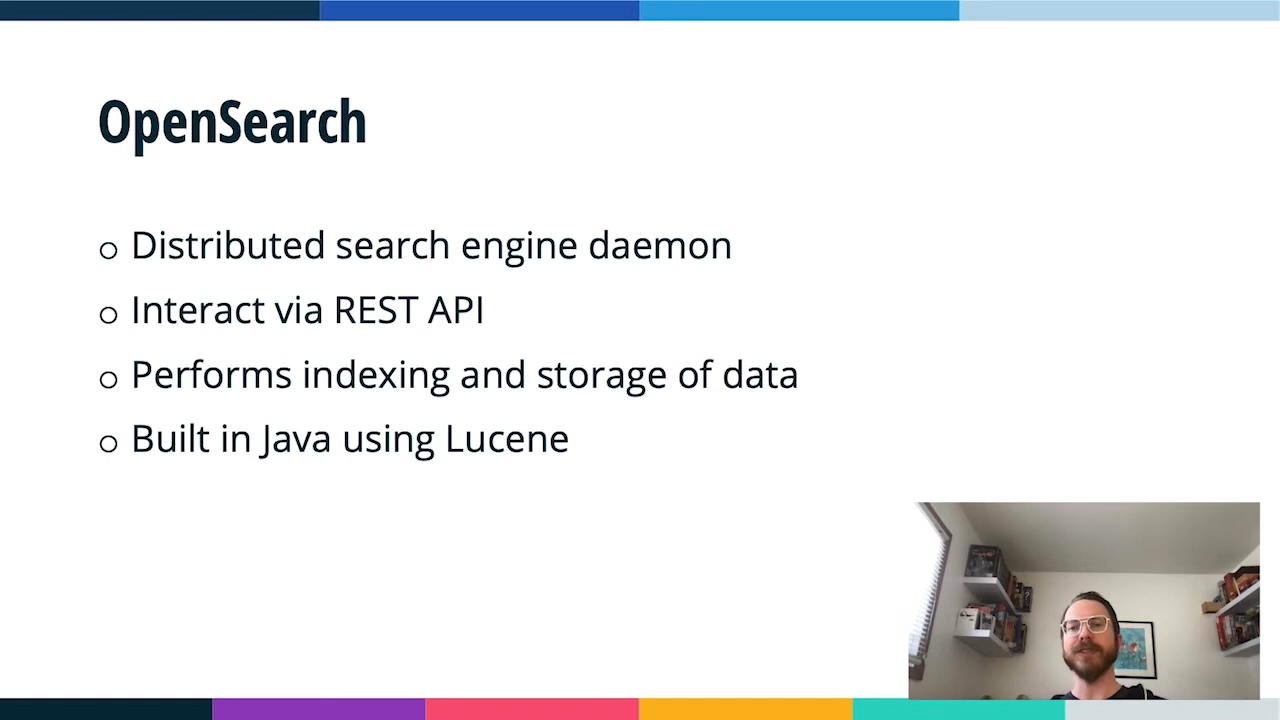 OpenSearch
Distributed search engine daemon
Interact via REST API
Performs indexing and storage of data
Built in Java using Lucene